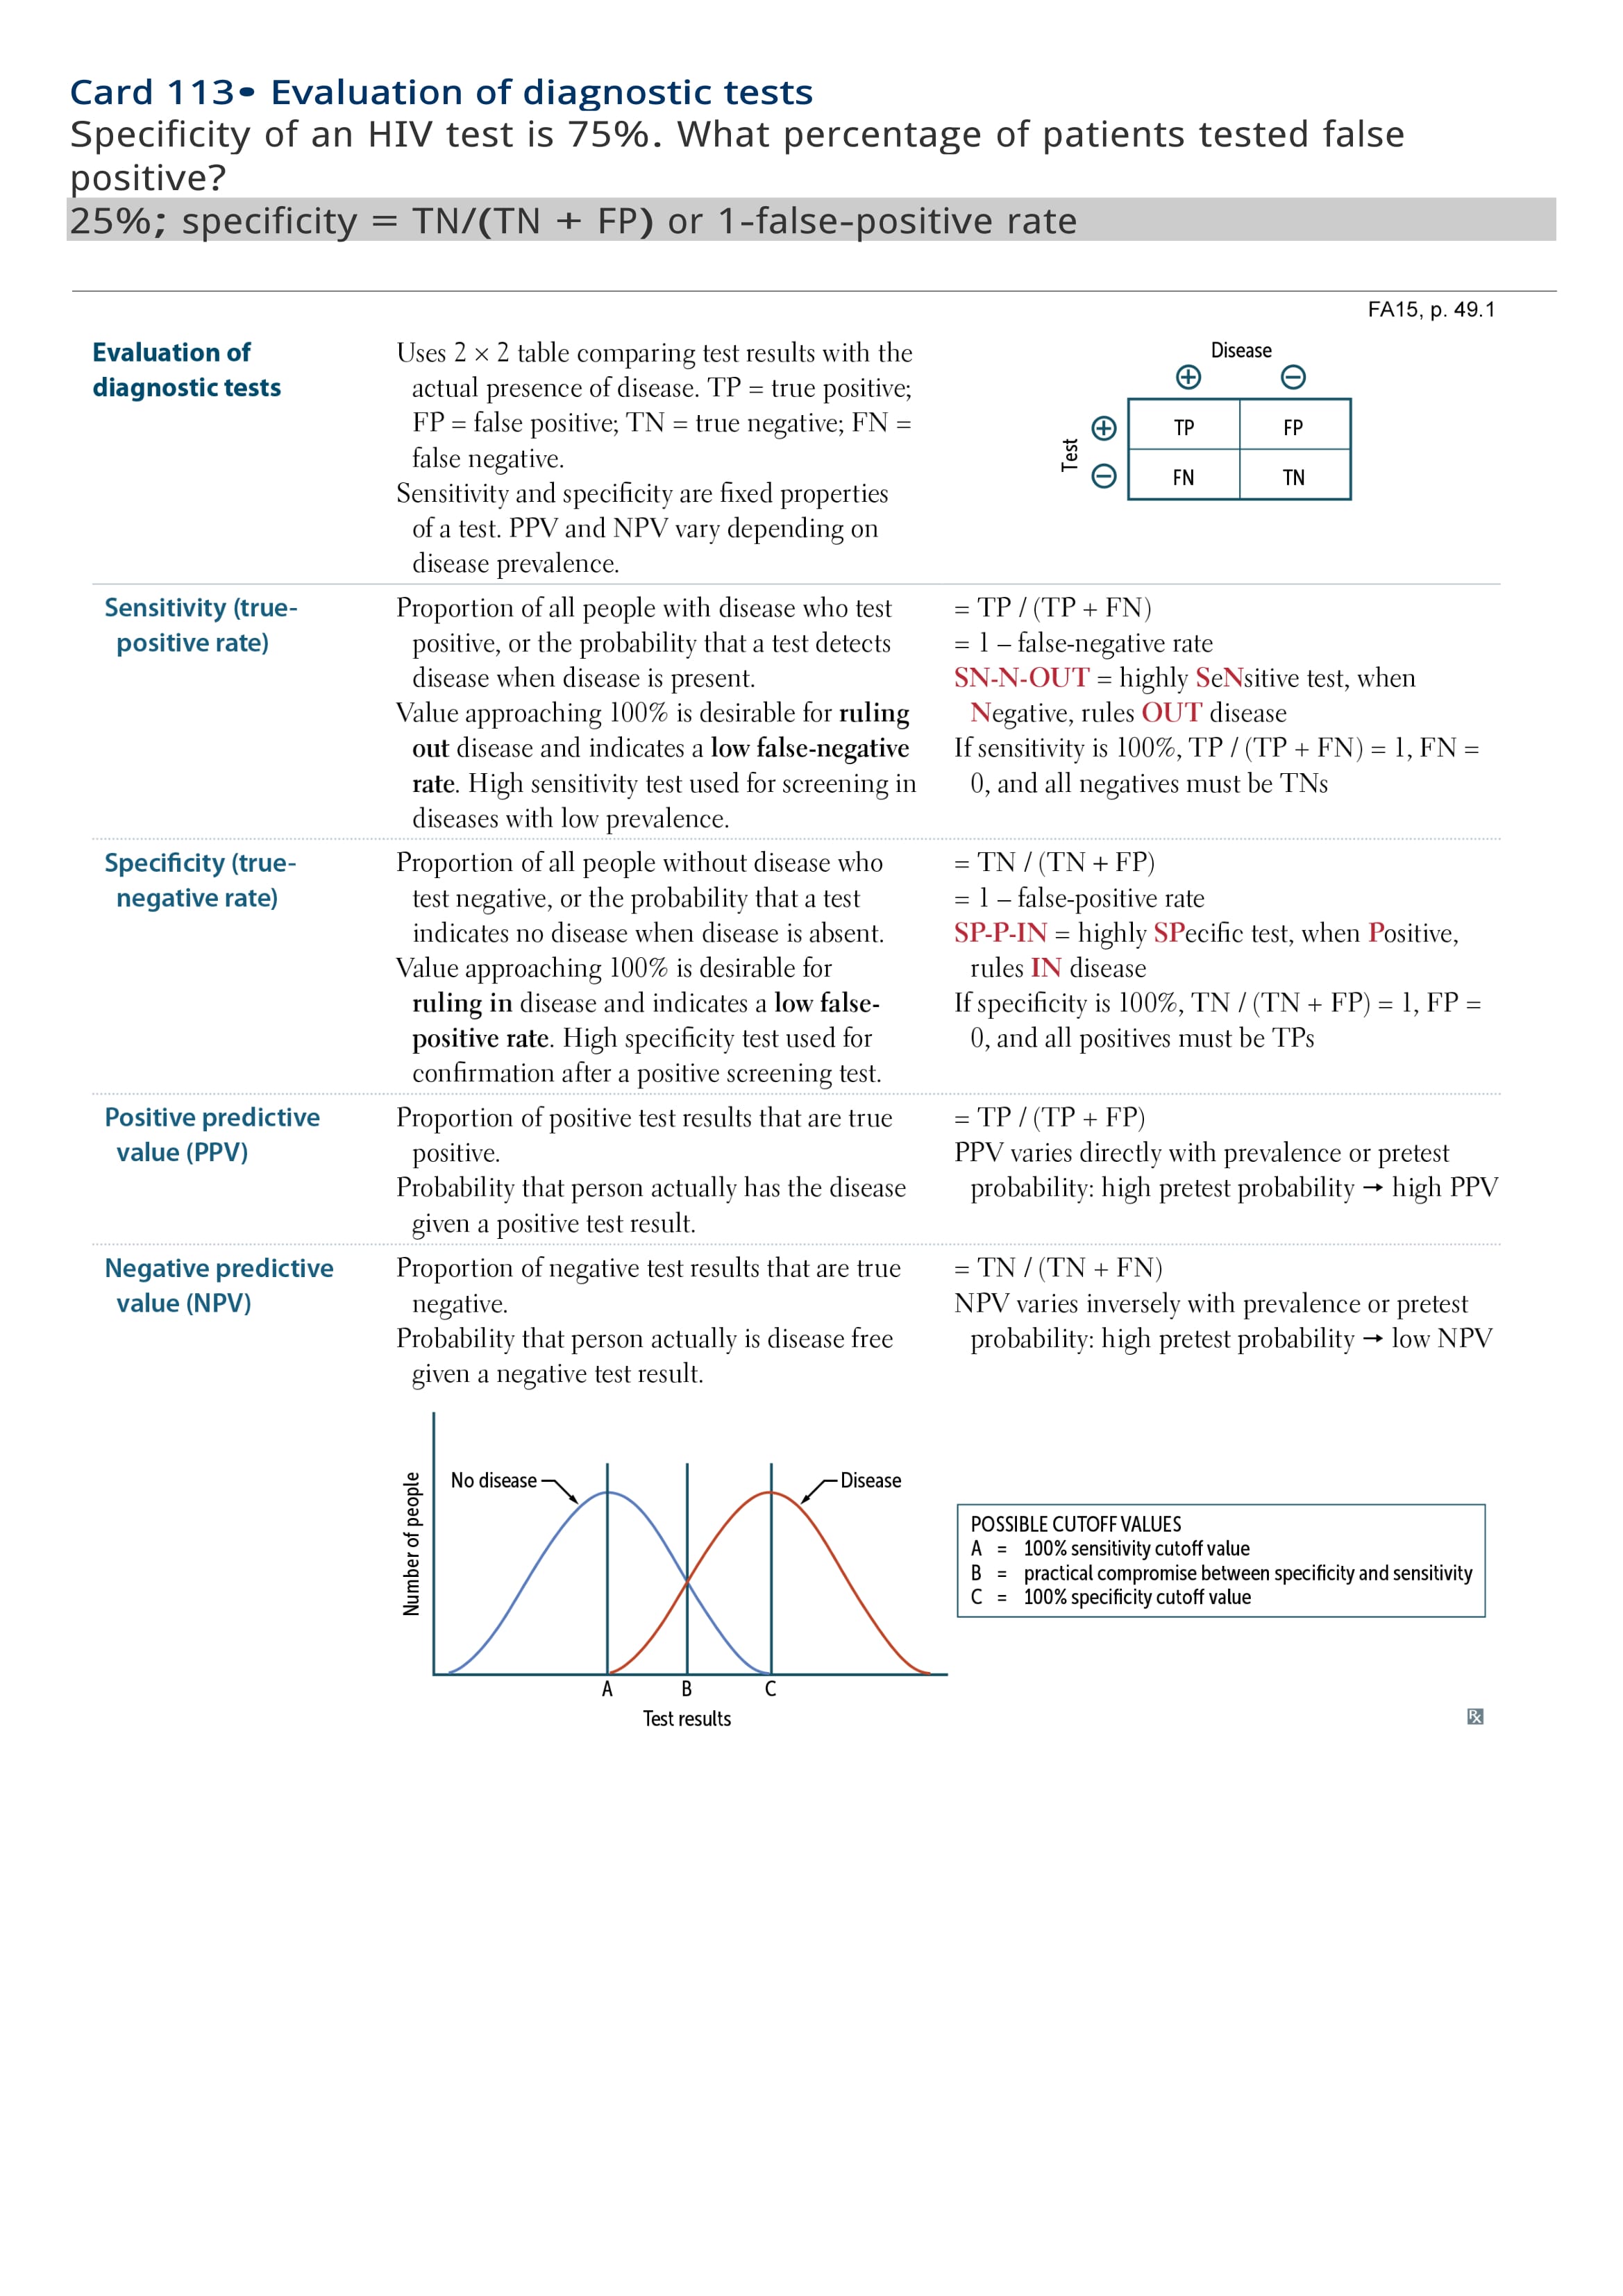 Card 113• Evaluation of diagnostic tests
Specificity of an HIV test is 75%. What percentage of patients tested false
positive?
25%; specificity = TN/(TN + FP) or 1-false-positive rate
FA15, p. 49.1
Evaluation of
diagnostic tests
Uses 2 × 2 table comparing test results with the
actual presence of disease. TP = true positive;
FP = false positive; TN = true negative; FN =
false negative.
Sensitivity and specificity are fixed properties
of a test. PPV and NPV vary depending on
disease prevalence.
Disease
⊕ ⊖
Test
⊕ TP FP
⊖ FN TN
Sensitivity (true-
positive rate)
Proportion of all people with disease who test
positive, or the probability that a test detects
disease when disease is present.
Value approaching 100% is desirable for ruling
out disease and indicates a low false-negative
rate. High sensitivity test used for screening in
diseases with low prevalence.
= TP / (TP + FN)
= 1 – false-negative rate
SN-N-OUT = highly SeNsitive test, when
Negative, rules OUT disease
If sensitivity is 100%, TP / (TP + FN) = 1, FN =
0, and all negatives must be TNs
Specificity (true-
negative rate)
Proportion of all people without disease who
test negative, or the probability that a test
indicates no disease when disease is absent.
Value approaching 100% is desirable for
ruling in disease and indicates a low false-
positive rate. High specificity test used for
confirmation after a positive screening test.
= TN / (TN + FP)
= 1 – false-positive rate
SP-P-IN = highly SPecific test, when Positive,
rules IN disease
If specificity is 100%, TN / (TN + FP) = 1, FP =
0, and all positives must be TPs
Positive predictive
value (PPV)
Proportion of positive test results that are true
positive.
Probability that person actually has the disease
given a positive test result.
= TP / (TP + FP)
PPV varies directly with prevalence or pretest
probability: high pretest probability → high PPV
Negative predictive
value (NPV)
Proportion of negative test results that are true
negative.
Probability that person actually is disease free
given a negative test result.
= TN / (TN + FN)
NPV varies inversely with prevalence or pretest
probability: high pretest probability → low NPV
Number of people
No disease
Disease
A B C
Test results
POSSIBLE CUTOFF VALUES
A = 100% sensitivity cutoff value
B = practical compromise between specificity and sensitivity
C = 100% specificity cutoff value
Rx